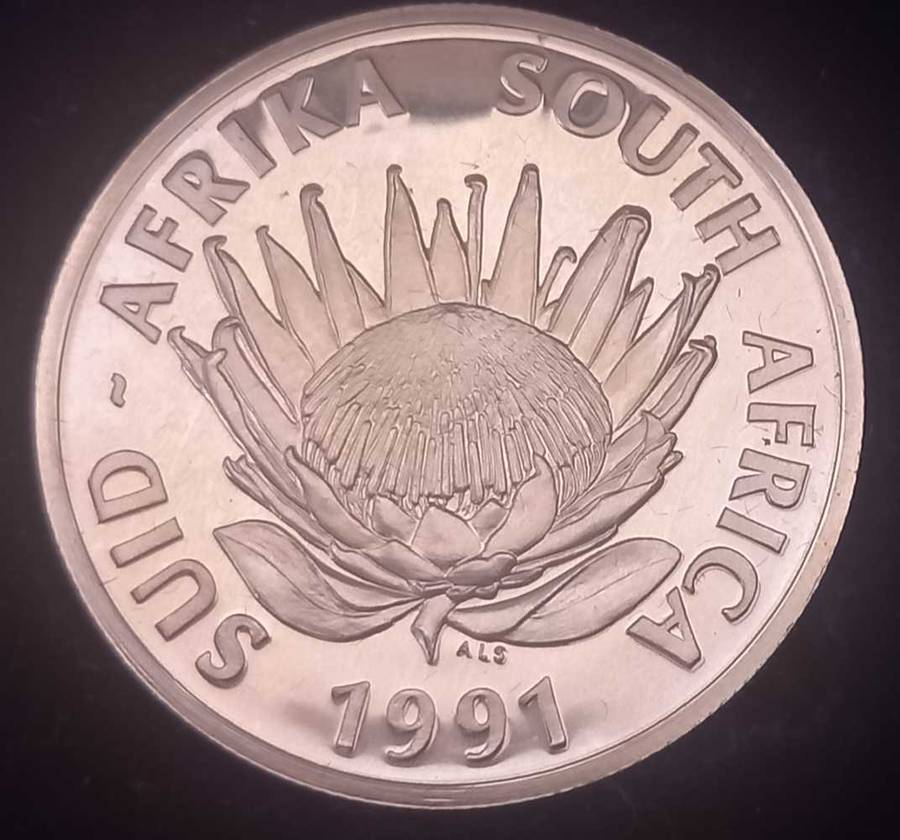 SUID - AFRIKA SOUTH AFRICA
ALS
1991